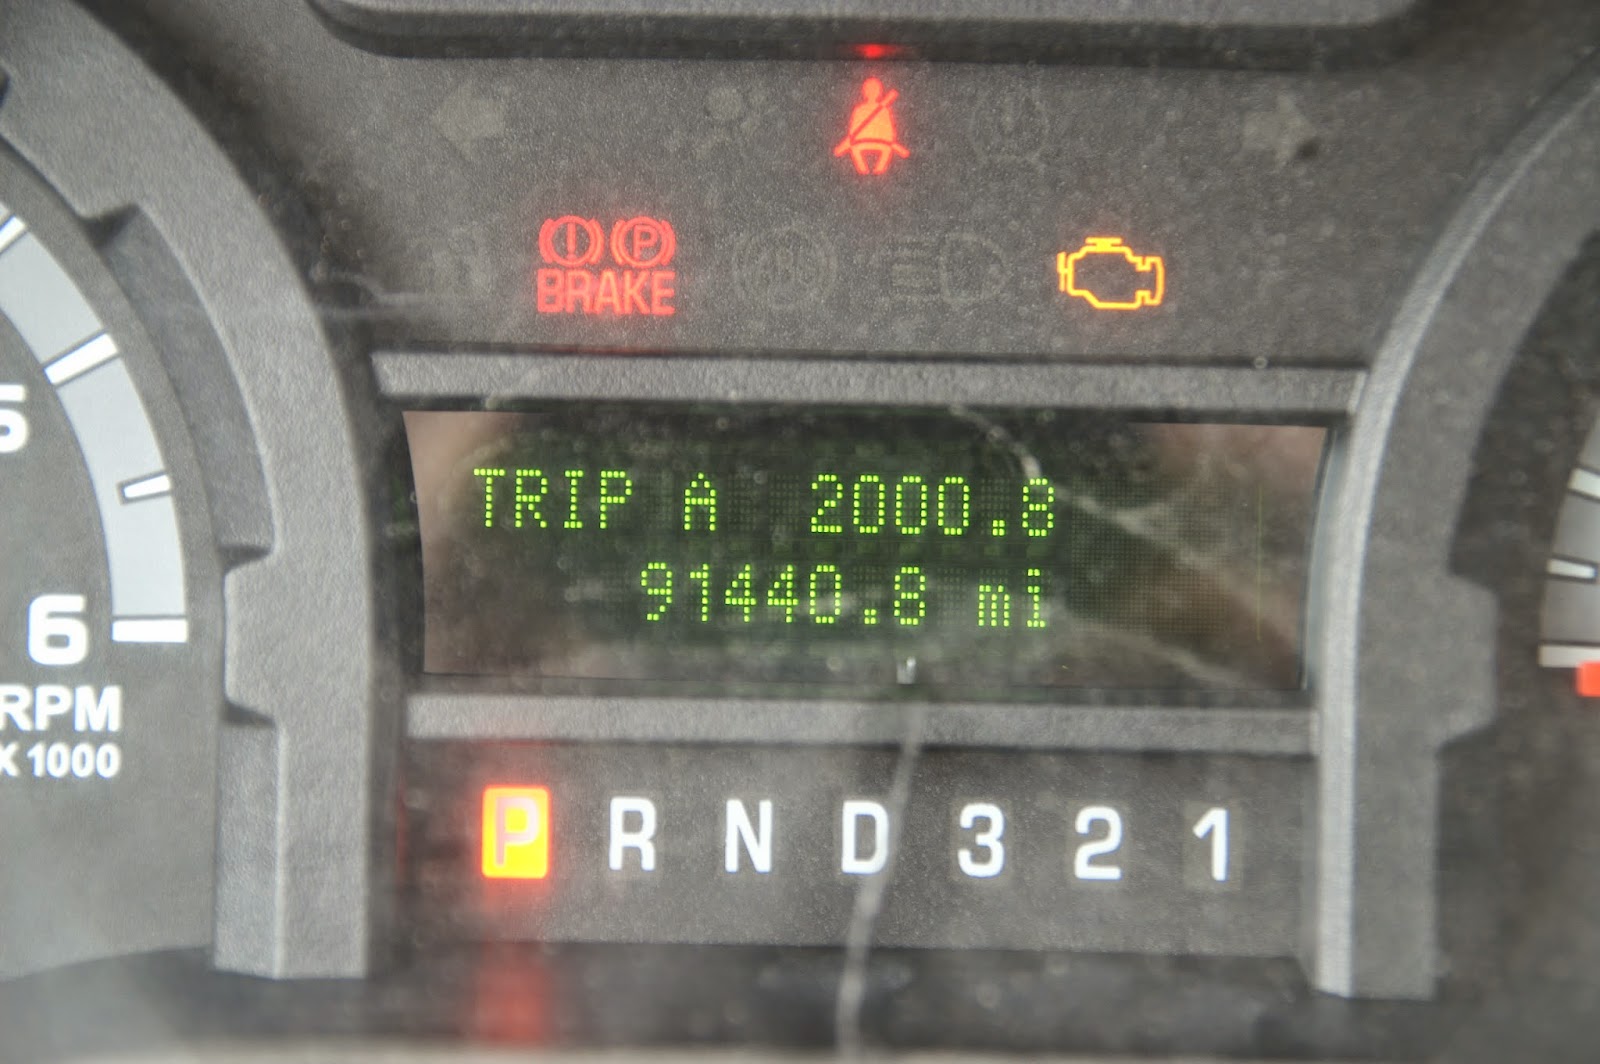 P
BRAKE
5
TRIP A 2000.8
91440.8 mi
6
RPM
X 1000
P R N D 3 2 1